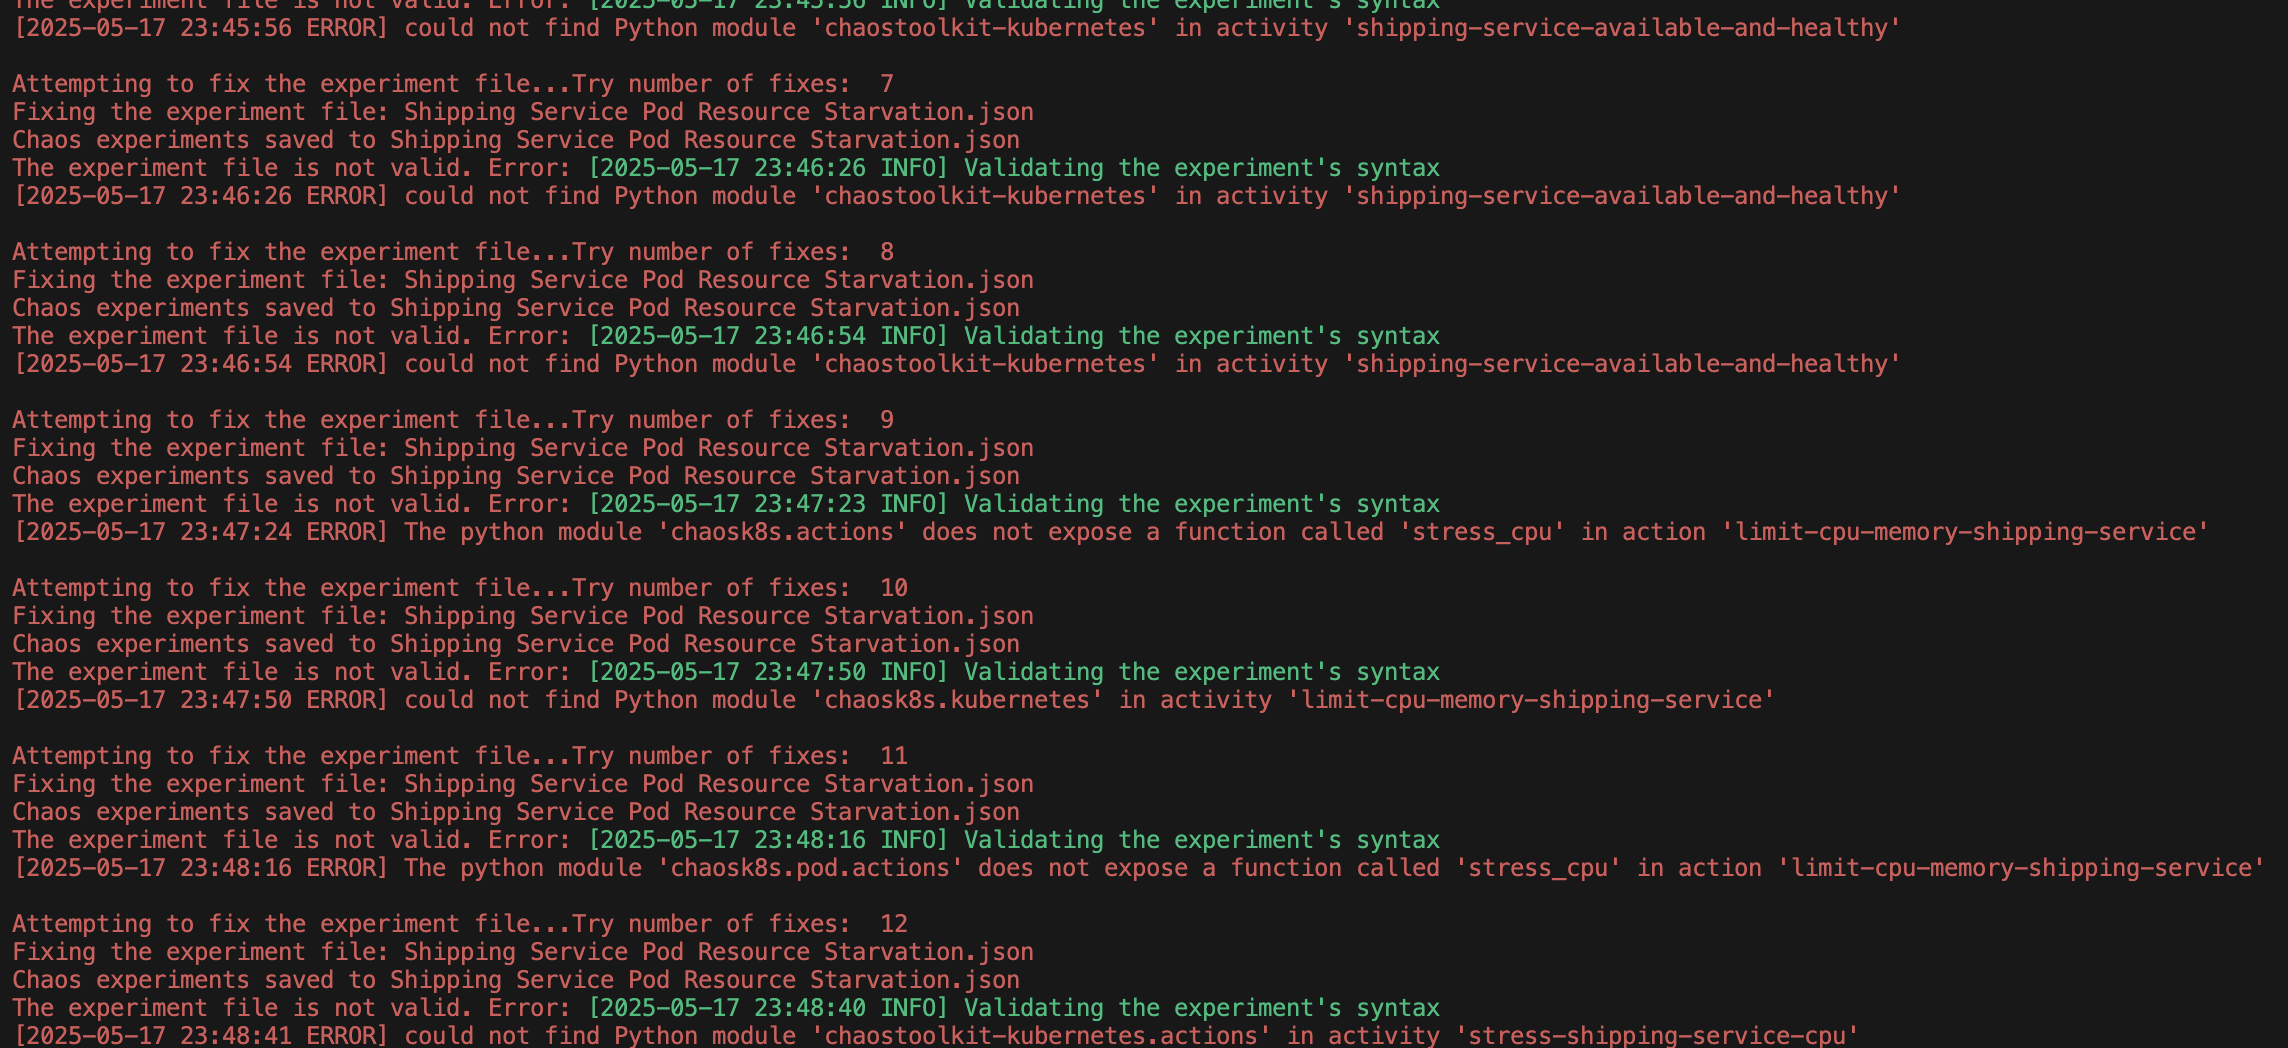 The experiment file is not valid. Error: [2025-05-17 23:45:56 INFO] Validating the experiment's syntax
[2025-05-17 23:45:56 ERROR] could not find Python module 'chaostoolkit-kubernetes' in activity 'shipping-service-available-and-healthy'
Attempting to fix the experiment file...Try number of fixes:  7
Fixing the experiment file: Shipping Service Pod Resource Starvation.json
Chaos experiments saved to Shipping Service Pod Resource Starvation.json
The experiment file is not valid. Error: [2025-05-17 23:46:26 INFO] Validating the experiment's syntax
[2025-05-17 23:46:26 ERROR] could not find Python module 'chaostoolkit-kubernetes' in activity 'shipping-service-available-and-healthy'
Attempting to fix the experiment file...Try number of fixes:  8
Fixing the experiment file: Shipping Service Pod Resource Starvation.json
Chaos experiments saved to Shipping Service Pod Resource Starvation.json
The experiment file is not valid. Error: [2025-05-17 23:46:54 INFO] Validating the experiment's syntax
[2025-05-17 23:46:54 ERROR] could not find Python module 'chaostoolkit-kubernetes' in activity 'shipping-service-available-and-healthy'
Attempting to fix the experiment file...Try number of fixes:  9
Fixing the experiment file: Shipping Service Pod Resource Starvation.json
Chaos experiments saved to Shipping Service Pod Resource Starvation.json
The experiment file is not valid. Error: [2025-05-17 23:47:23 INFO] Validating the experiment's syntax
[2025-05-17 23:47:24 ERROR] The python module 'chaosk8s.actions' does not expose a function called 'stress_cpu' in action 'limit-cpu-memory-shipping-service'
Attempting to fix the experiment file...Try number of fixes:  10
Fixing the experiment file: Shipping Service Pod Resource Starvation.json
Chaos experiments saved to Shipping Service Pod Resource Starvation.json
The experiment file is not valid. Error: [2025-05-17 23:47:50 INFO] Validating the experiment's syntax
[2025-05-17 23:47:50 ERROR] could not find Python module 'chaosk8s.kubernetes' in activity 'limit-cpu-memory-shipping-service'
Attempting to fix the experiment file...Try number of fixes:  11
Fixing the experiment file: Shipping Service Pod Resource Starvation.json
Chaos experiments saved to Shipping Service Pod Resource Starvation.json
The experiment file is not valid. Error: [2025-05-17 23:48:16 INFO] Validating the experiment's syntax
[2025-05-17 23:48:16 ERROR] The python module 'chaosk8s.pod.actions' does not expose a function called 'stress_cpu' in action 'limit-cpu-memory-shipping-service'
Attempting to fix the experiment file...Try number of fixes:  12
Fixing the experiment file: Shipping Service Pod Resource Starvation.json
Chaos experiments saved to Shipping Service Pod Resource Starvation.json
The experiment file is not valid. Error: [2025-05-17 23:48:40 INFO] Validating the experiment's syntax
[2025-05-17 23:48:41 ERROR] could not find Python module 'chaostoolkit-kubernetes.actions' in activity 'stress-shipping-service-cpu'